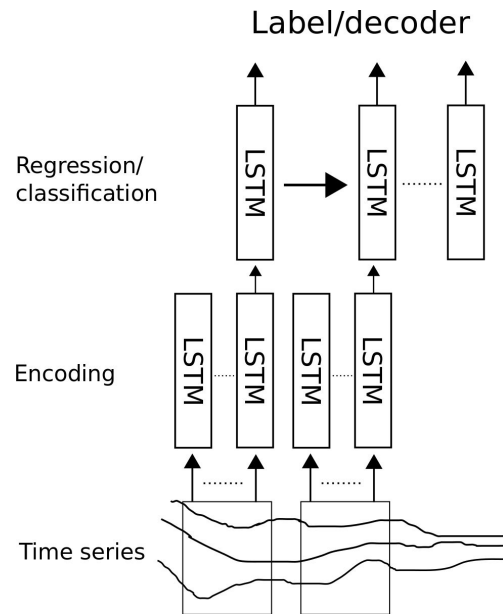 Label/decoder
Regression/
classification
LSTM
LSTM
LSTM
Encoding
LSTM
LSTM
LSTM
LSTM
Time series